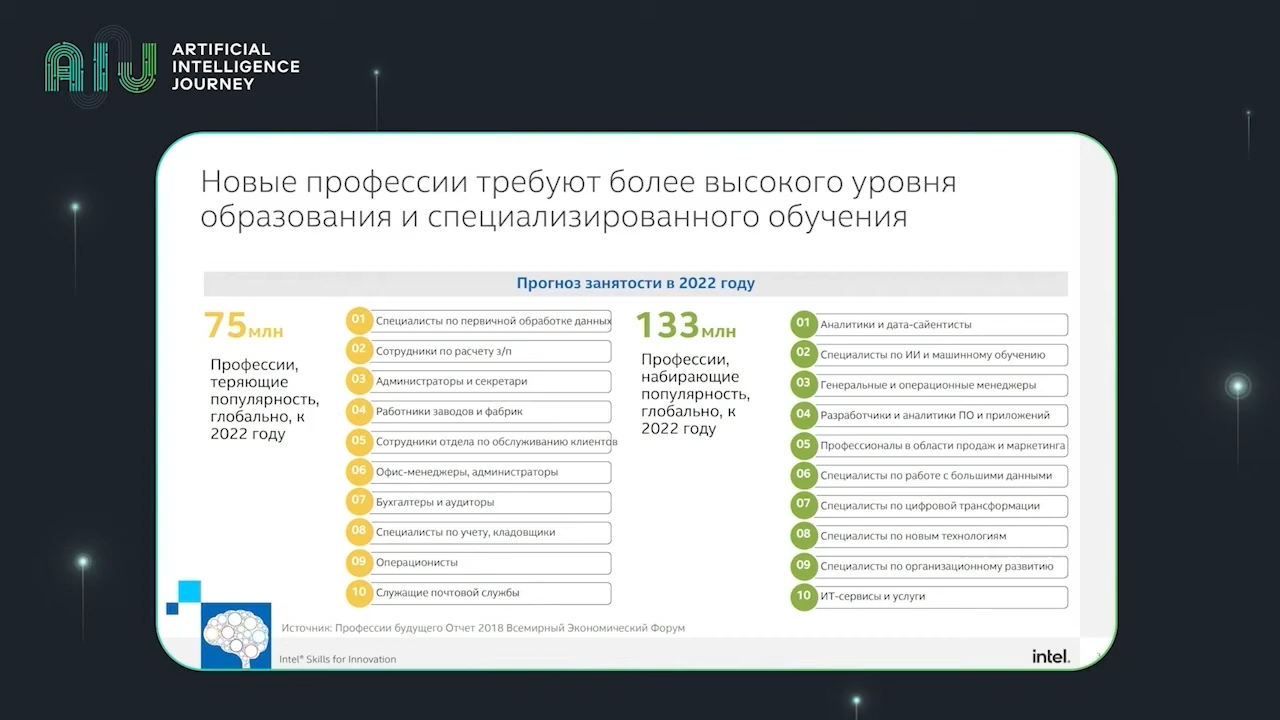 ARTIFICIAL
INTELLIGENCE
JOURNEY
Новые профессии требуют более высокого уровня
образования и специализированного обучения
Прогноз занятости в 2022 году
75 млн
Профессии,
теряющие
популярность,
глобально, к
2022 году
01 Специалисты по первичной обработке данных
02 Сотрудники по расчету з/п
03 Администраторы и секретари
04 Работники заводов и фабрик
05 Сотрудники отдела по обслуживанию клиентов
06 Офис-менеджеры, администраторы
07 Бухгалтеры и аудиторы
08 Специалисты по учету, кладовщики
09 Операционисты
10 Служащие почтовой службы
133 млн
Профессии,
набирающие
популярность,
глобально, к
2022 году
01 Аналитики и дата-сайентисты
02 Специалисты по ИИ и машинному обучению
03 Генеральные и операционные менеджеры
04 Разработчики и аналитики ПО и приложений
05 Профессионалы в области продаж и маркетинга
06 Специалисты по работе с большими данными
07 Специалисты по цифровой трансформации
08 Специалисты по новым технологиям
09 Специалисты по организационному развитию
10 ИТ-сервисы и услуги
Источник: Профессии будущего Отчет 2018 Всемирный Экономический Форум
Intel® Skills for Innovation
intel.